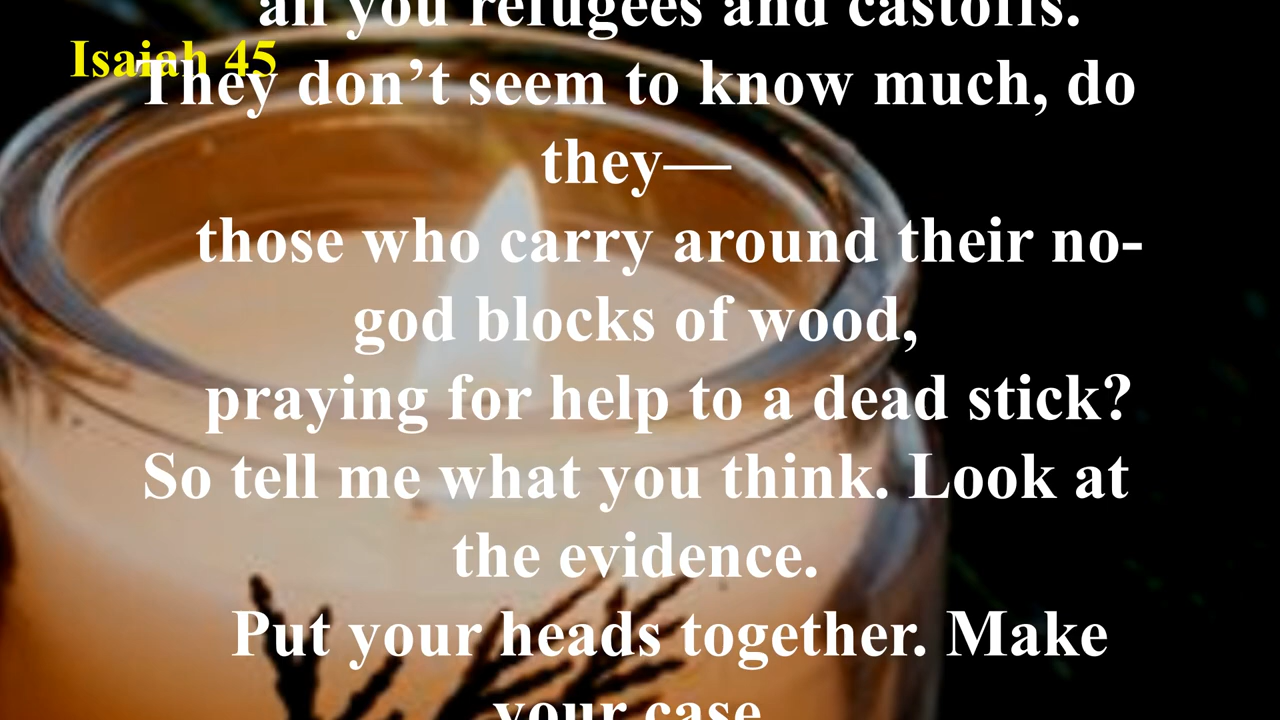 all you refugees and castoffs.
Isaiah 45
They don’t seem to know much, do
they—
those who carry around their no-
god blocks of wood,
praying for help to a dead stick?
So tell me what you think. Look at
the evidence.
Put your heads together. Make
your case.